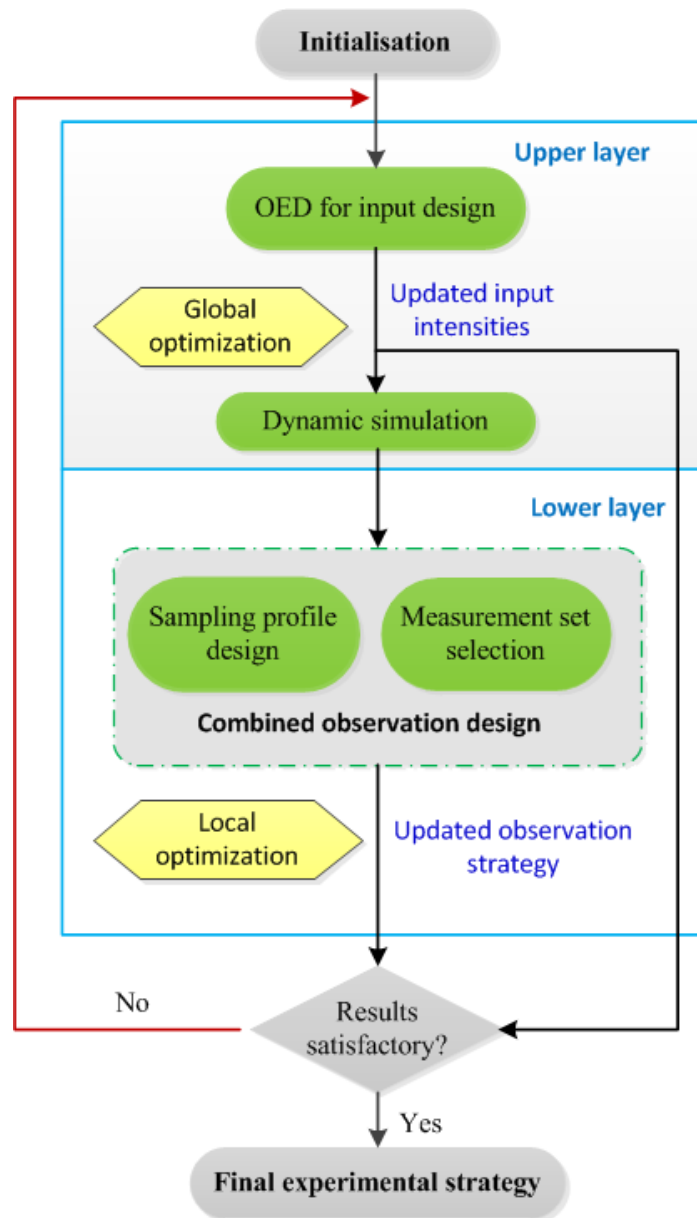 Initialisation
Upper layer
OED for input design
Global
optimization
Updated input
intensities
Dynamic simulation
Lower layer
Sampling profile
design
Measurement set
selection
Combined observation design
Local
optimization
Updated observation
strategy
No
Results
satisfactory?
Yes
Final experimental strategy